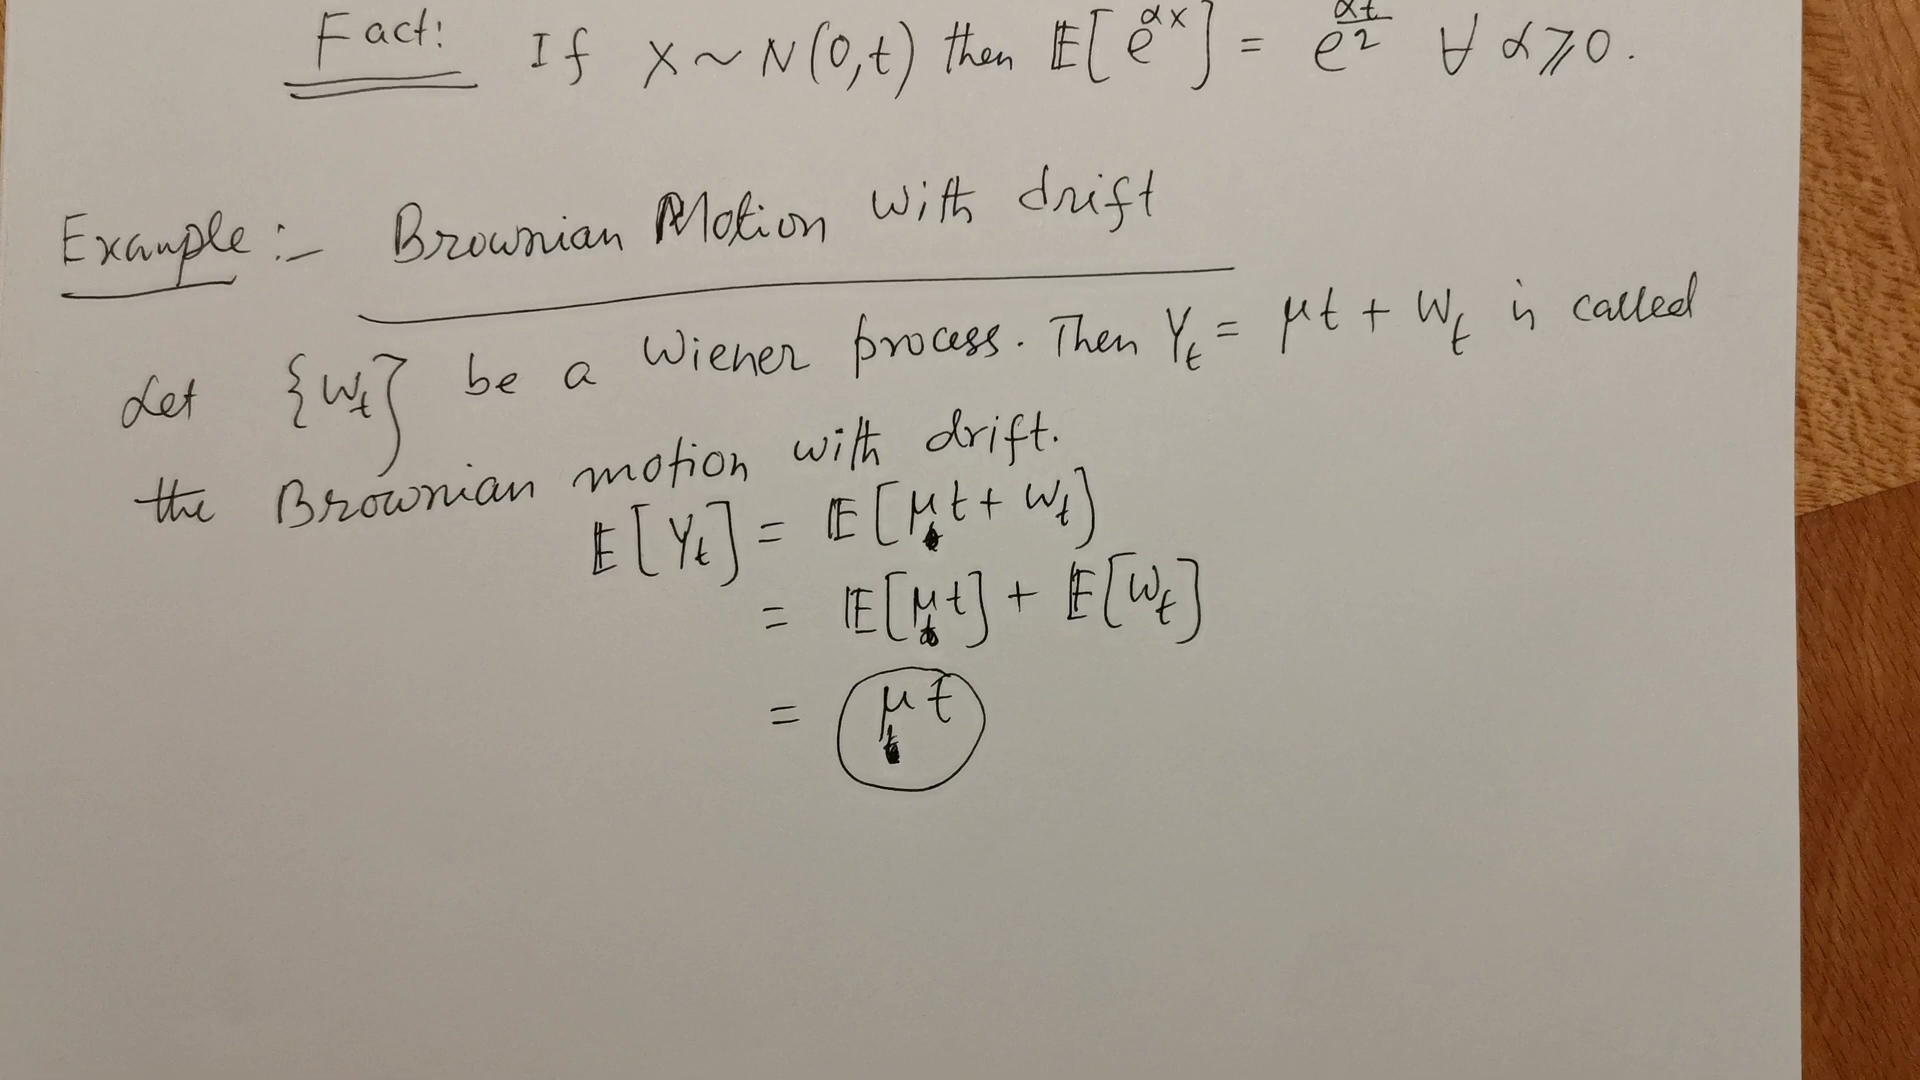 Fact: If X ~ N(0,t) then 𝔼[e^{αx}] = e^{αt/2} ∀ α ≥ 0.
Example :- Brownian Motion With drift
Let {W_t} be a Wiener process. Then Y_t = μt + W_t is called
the Brownian motion with drift.
𝔼[Y_t] = 𝔼[μt + W_t]
= 𝔼[μt] + 𝔼[W_t]
= μt